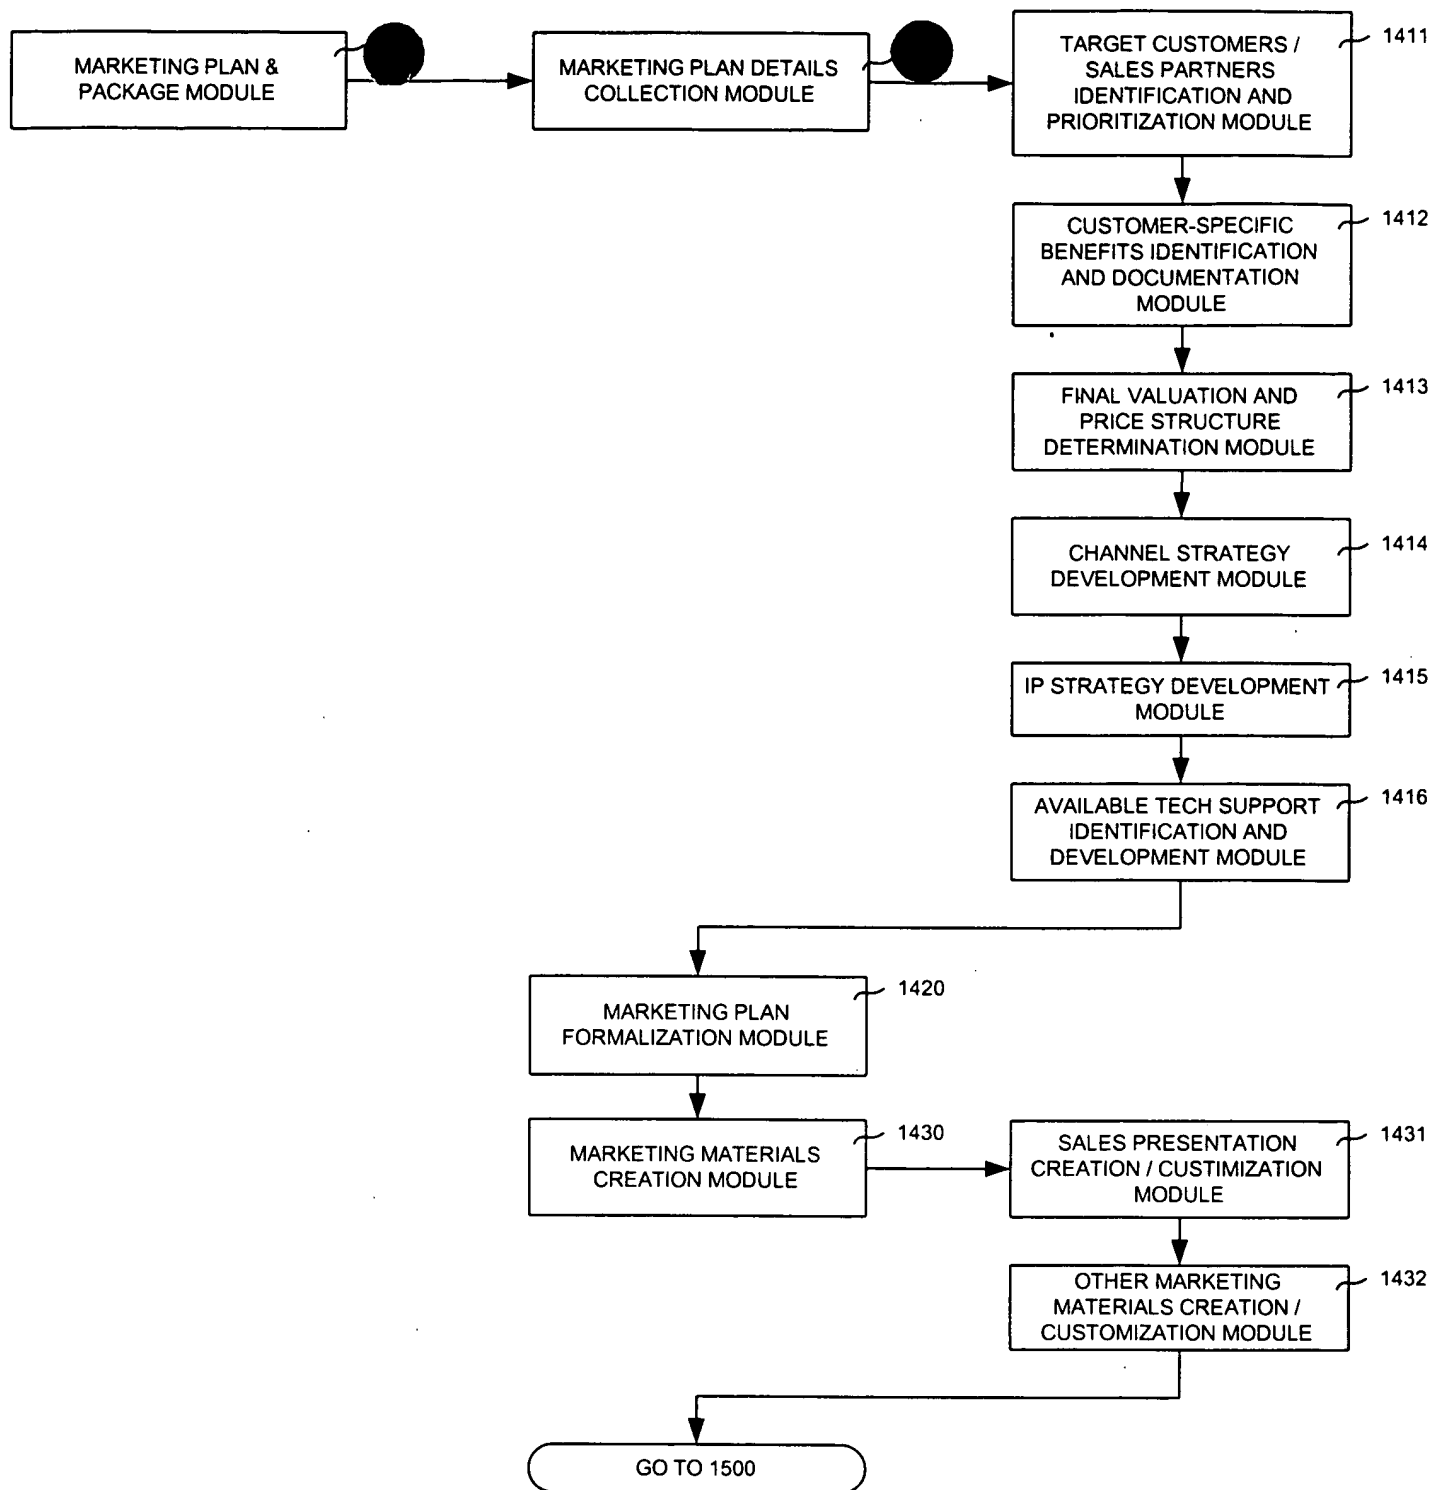 MARKETING PLAN &
PACKAGE MODULE
MARKETING PLAN DETAILS
COLLECTION MODULE
TARGET CUSTOMERS /
SALES PARTNERS
IDENTIFICATION AND
PRIORITIZATION MODULE
1411
CUSTOMER-SPECIFIC
BENEFITS IDENTIFICATION
AND DOCUMENTATION
MODULE
1412
FINAL VALUATION AND
PRICE STRUCTURE
DETERMINATION MODULE
1413
CHANNEL STRATEGY
DEVELOPMENT MODULE
1414
IP STRATEGY DEVELOPMENT
MODULE
1415
AVAILABLE TECH SUPPORT
IDENTIFICATION AND
DEVELOPMENT MODULE
1416
MARKETING PLAN
FORMALIZATION MODULE
1420
MARKETING MATERIALS
CREATION MODULE
1430
SALES PRESENTATION
CREATION / CUSTIMIZATION
MODULE
1431
OTHER MARKETING
MATERIALS CREATION /
CUSTOMIZATION MODULE
1432
GO TO 1500